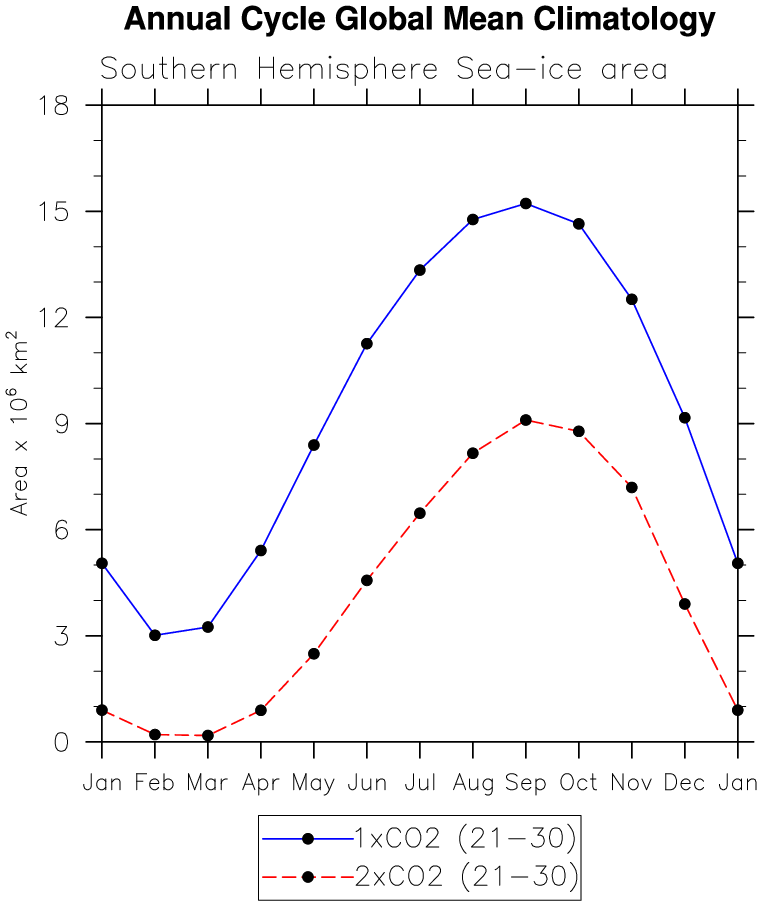 Annual Cycle Global Mean Climatology
Southern Hemisphere Sea-ice area
18
15
12
9
6
3
0
Area x 10⁶ km²
Jan Feb Mar Apr May Jun Jul Aug Sep Oct Nov Dec Jan
1xCO2 (21-30)
2xCO2 (21-30)